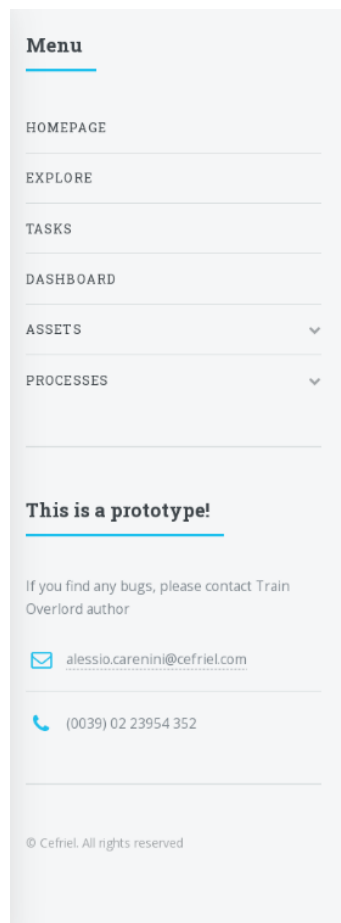 Menu
HOMEPAGE
EXPLORE
TASKS
DASHBOARD
ASSETS
PROCESSES
This is a prototype!
If you find any bugs, please contact Train
Overlord author
alessio.carenini@cefriel.com
(0039) 02 23954 352
© Cefriel. All rights reserved